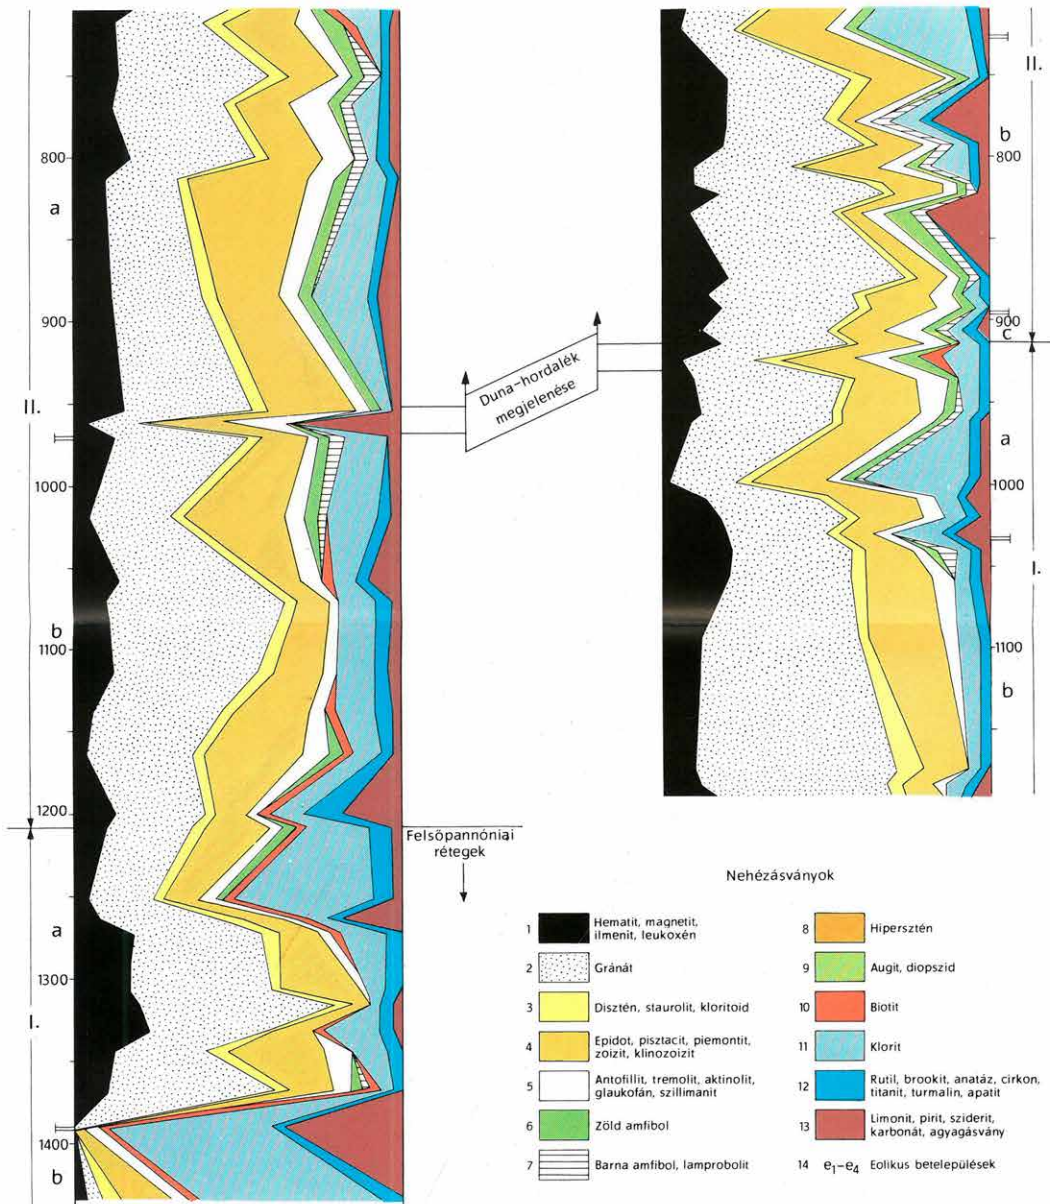 II.
a
b
I.
a
b
800
900
1000
1100
1200
1300
1400
Duna-hordalék
megjelenése
Felsőpannóniai
rétegek
II.
b
c
I.
a
b
800
900
1000
1100
Nehézásványok
1 Hematit, magnetit,
ilmenit, leukoxén
2 Gránát
3 Disztén, staurolit, kloritoid
4 Epidot, pisztacit, piemontit,
zoizit, klinozoizit
5 Antofillit, tremolit, aktinolit,
glaukofán, szillimanit
6 Zöld amfibol
7 Barna amfibol, lamprobolit
8 Hipersztén
9 Augit, diopszid
10 Biotit
11 Klorit
12 Rutil, brookit, anatáz, cirkon,
titanit, turmalin, apatit
13 Limonit, pirit, sziderit,
karbonát, agyagásvány
14 e₁–e₄ Eolikus betelepülések